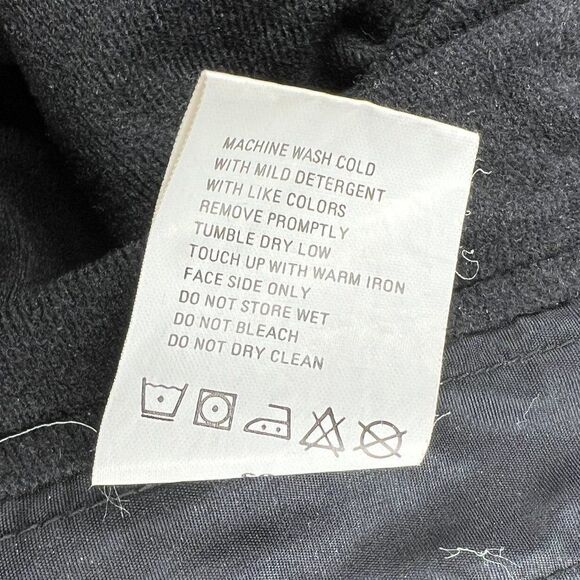 MACHINE WASH COLD
WITH MILD DETERGENT
WITH LIKE COLORS
REMOVE PROMPTLY
TUMBLE DRY LOW
TOUCH UP WITH WARM IRON
FACE SIDE ONLY
DO NOT STORE WET
DO NOT BLEACH
DO NOT DRY CLEAN